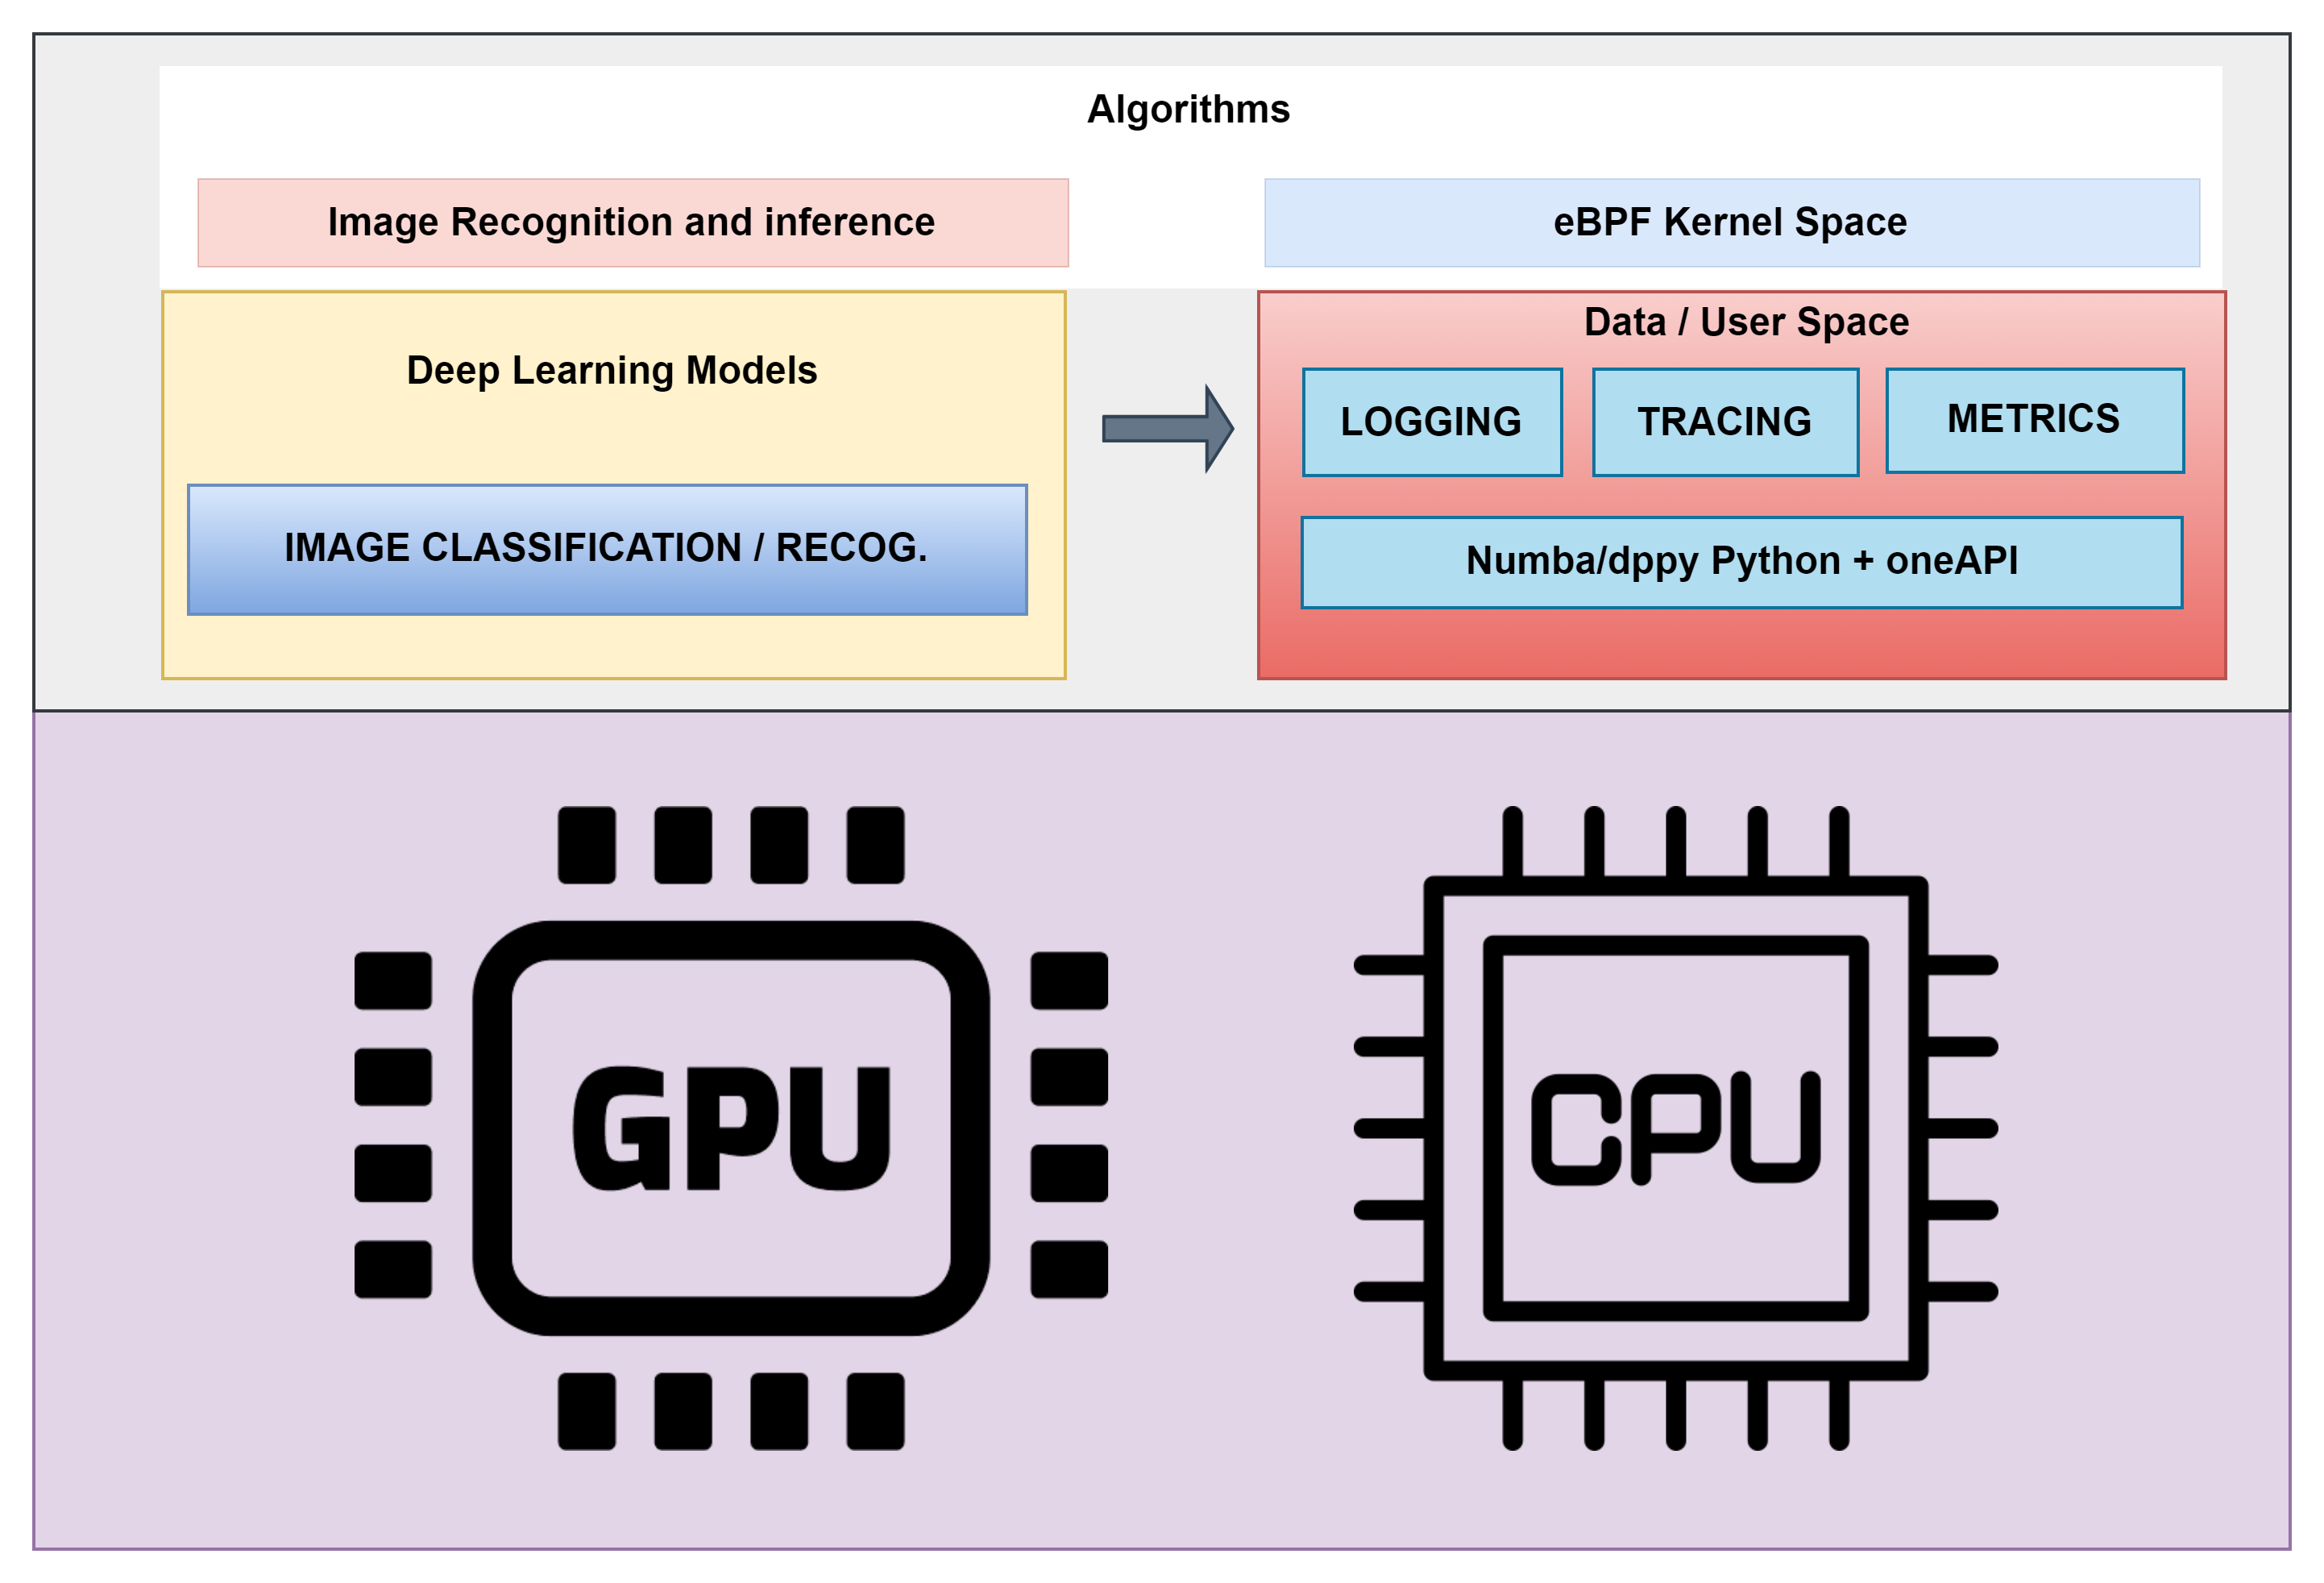 Algorithms
Image Recognition and inference
eBPF Kernel Space
Deep Learning Models
IMAGE CLASSIFICATION / RECOG.
Data / User Space
LOGGING
TRACING
METRICS
Numba/dppy Python + oneAPI
GPU
CPU